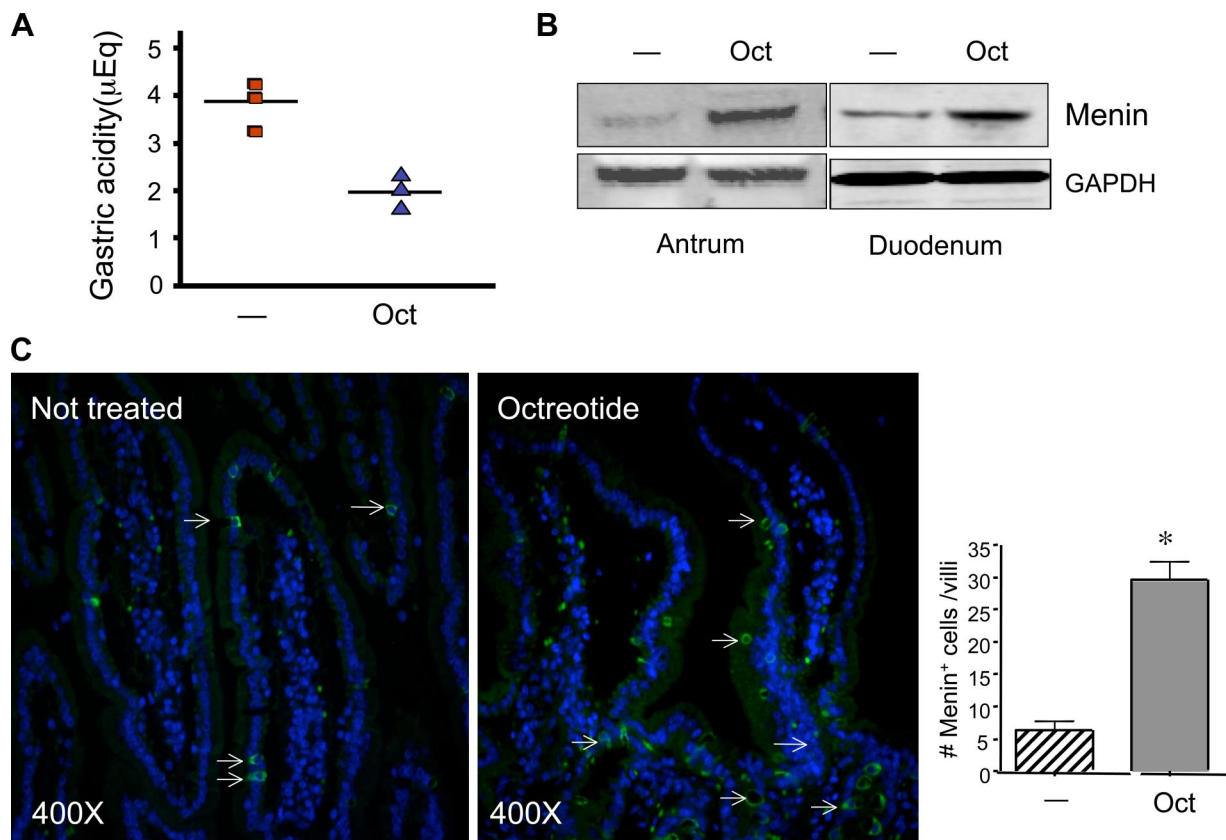 A
Gastric acidity(μEq)
5
4
3
2
1
0
— Oct
B
— Oct — Oct
Menin
GAPDH
Antrum Duodenum
C
Not treated
400X
Octreotide
400X
# Menin⁺ cells /villi
35
30
25
20
15
10
5
0
*
— Oct